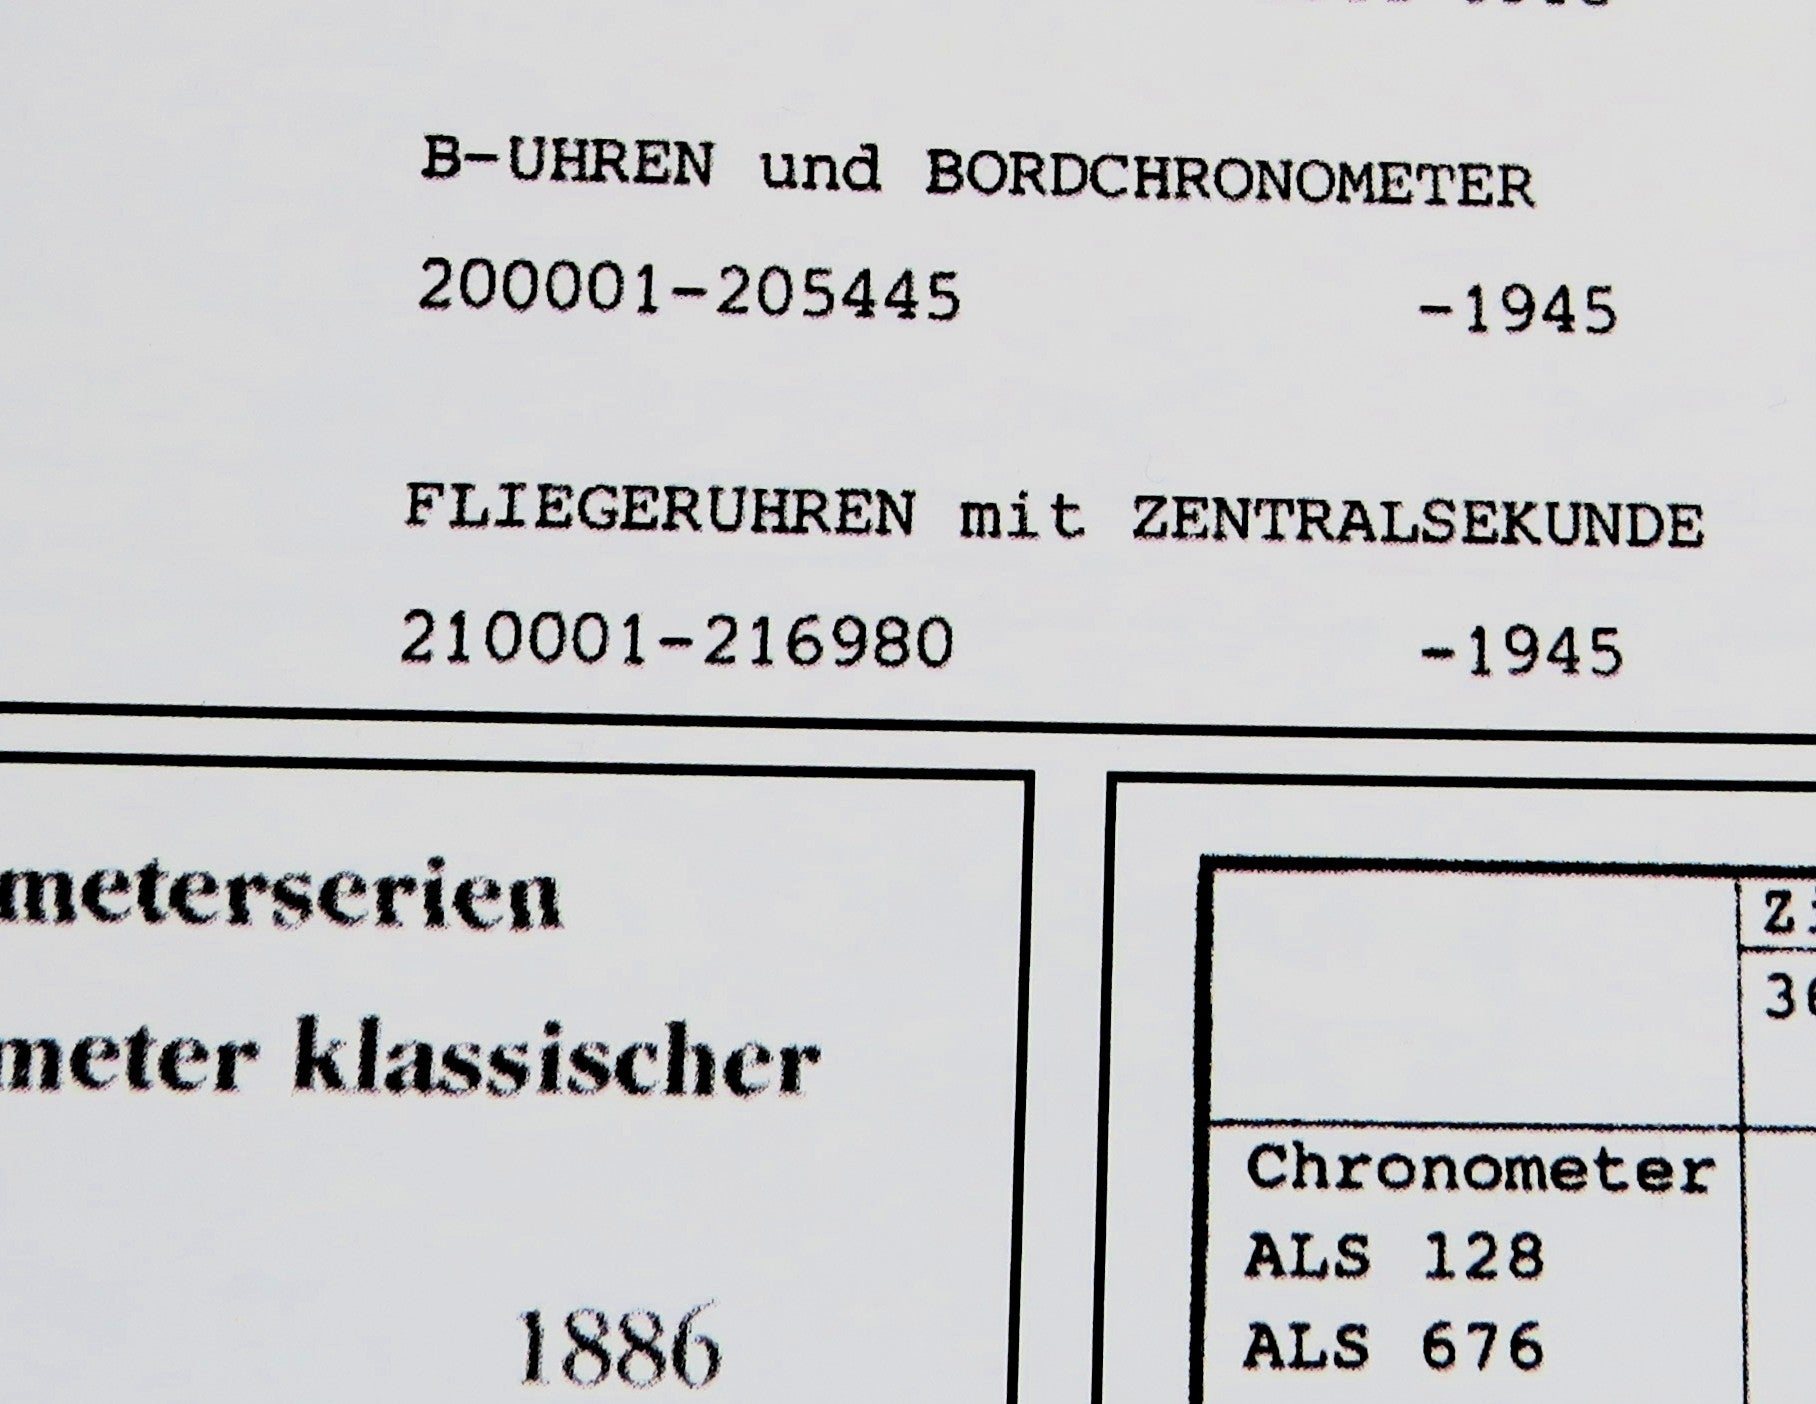 B-UHREN und BORDCHRONOMETER
200001-205445 -1945
FLIEGERUHREN mit ZENTRALSEKUNDE
210001-216980 -1945
meterserien
meter klassischer
1886
Chronometer
ALS 128
ALS 676